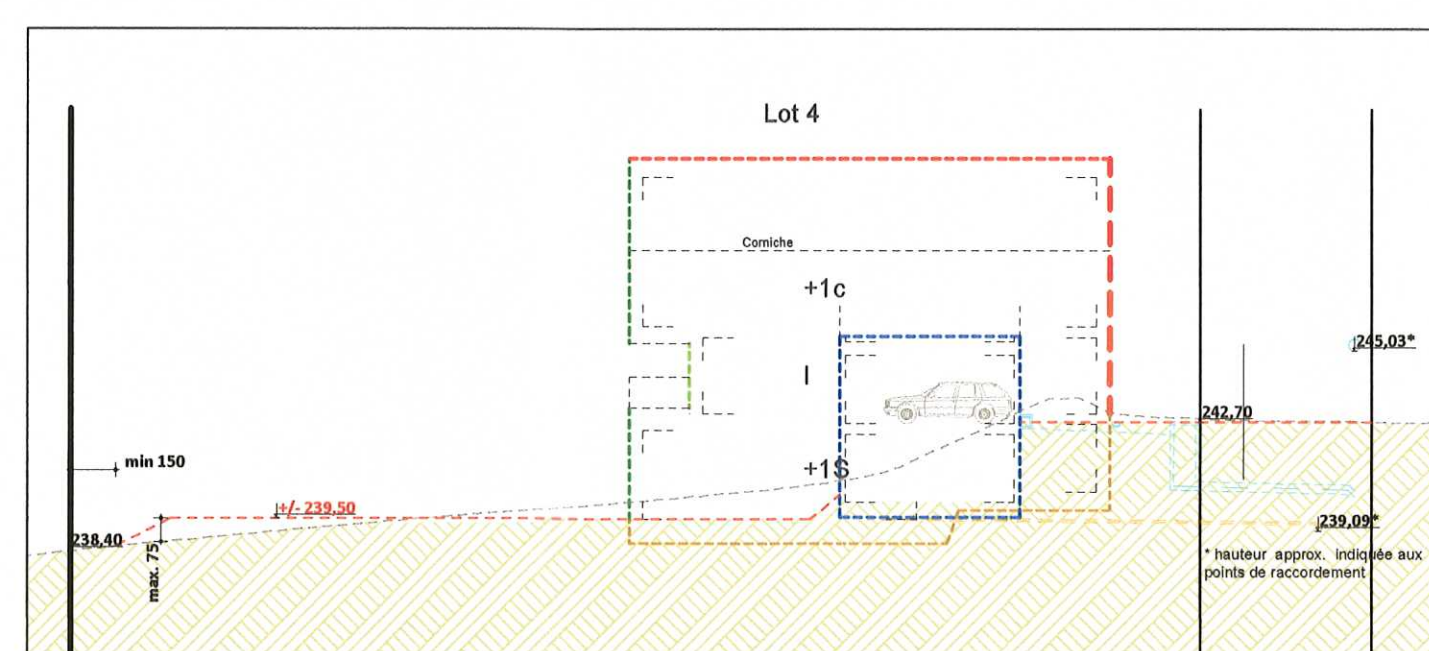 Lot 4
Corniche
+1c
245,03*
I
242,70
min 150
+1S
+/- 239,50
238,40
max. 75
239,09*
* hauteur approx. indiquée aux
points de raccordement